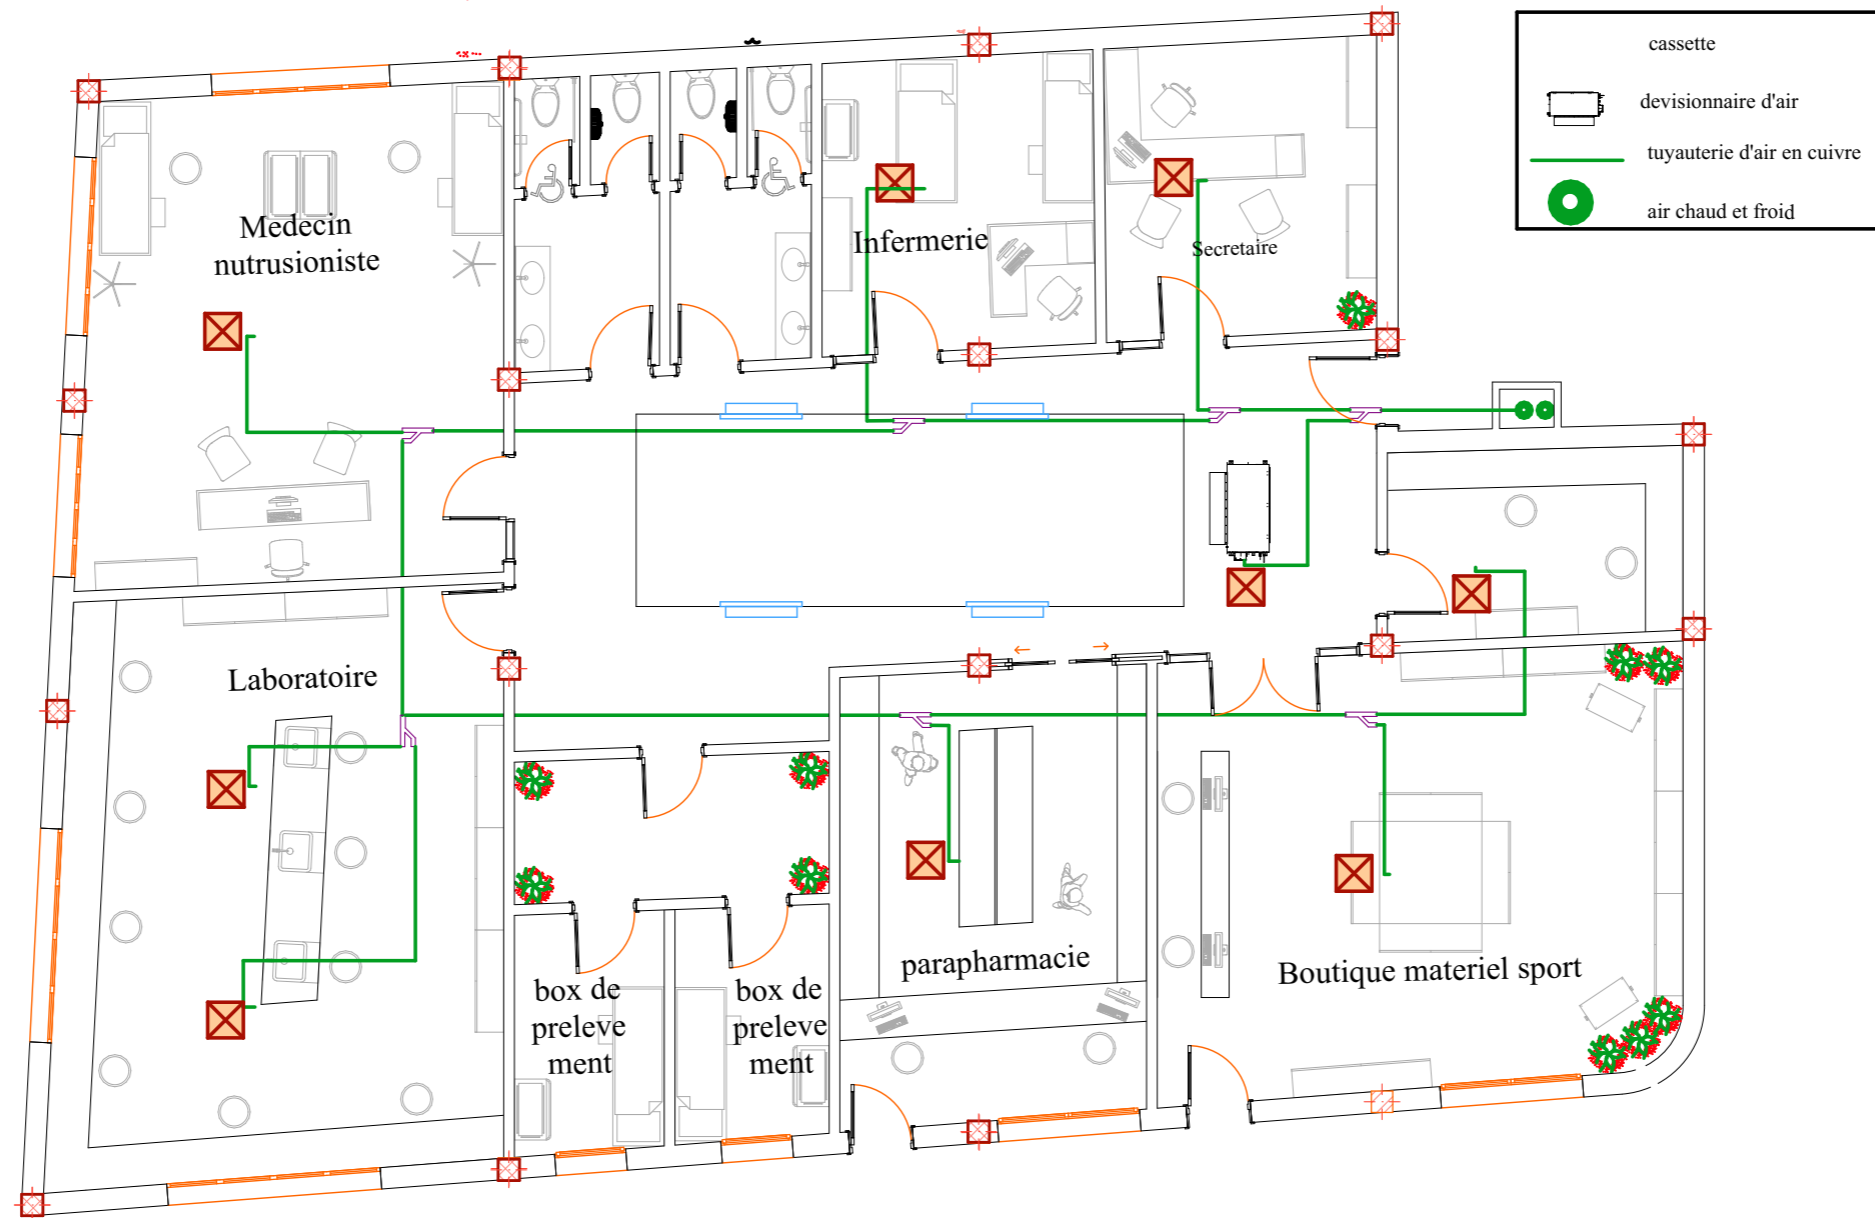 cassette
devisionnaire d'air
tuyauterie d'air en cuivre
air chaud et froid
Medecin
nutrusioniste
Infermerie
Secretaire
Laboratoire
box de
preleve
ment
box de
preleve
ment
parapharmacie
Boutique materiel sport